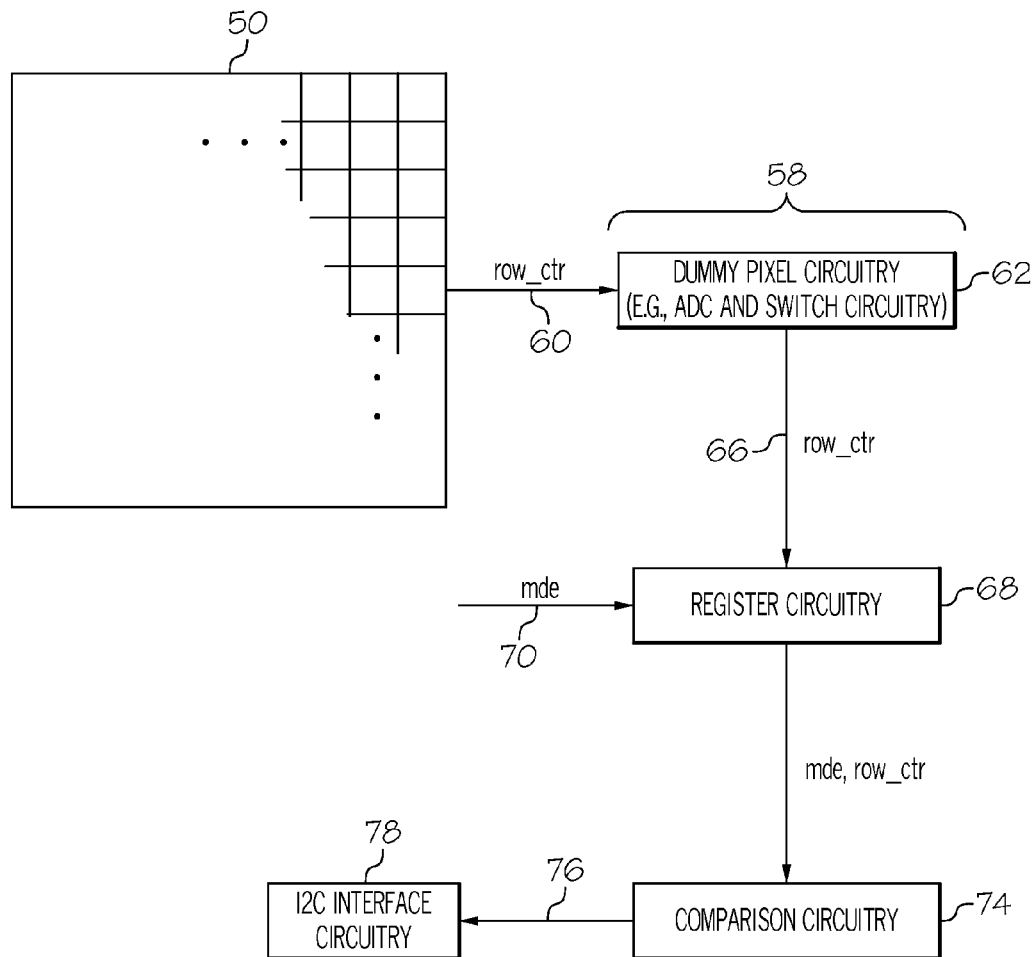 50
58
row_ctr
60
DUMMY PIXEL CIRCUITRY
(E.G., ADC AND SWITCH CIRCUITRY)
62
66
row_ctr
mde
70
REGISTER CIRCUITRY
68
mde, row_ctr
78
I2C INTERFACE
CIRCUITRY
76
COMPARISON CIRCUITRY
74